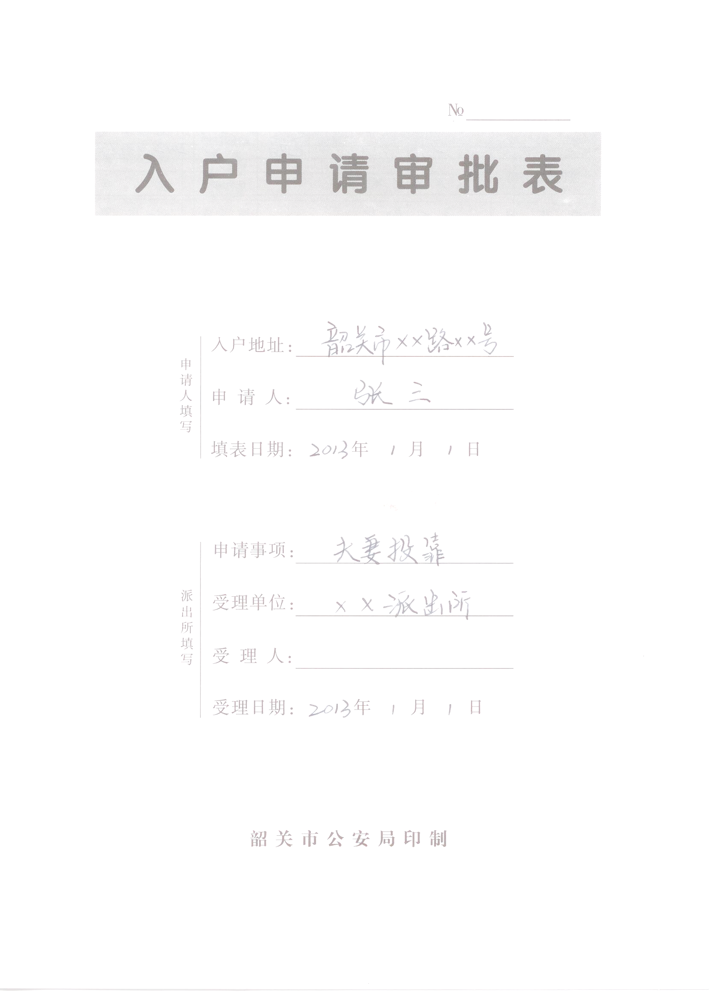 №
入户申请审批表
申请人填写
入户地址：韶关市××路××号
申请人：张三
填表日期：2013年1月1日
派出所填写
申请事项：夫妻投靠
受理单位：××派出所
受理人：
受理日期：2013年1月1日
韶关市公安局印制